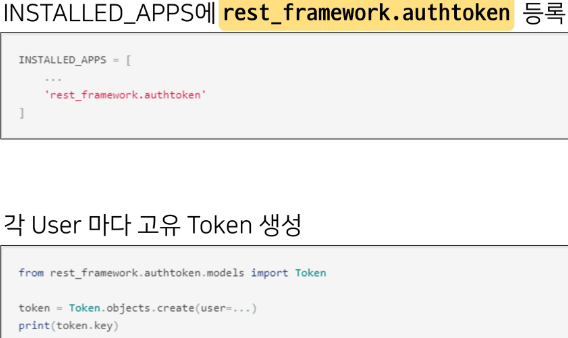 INSTALLED_APPS에 rest_framework.authtoken 등록
INSTALLED_APPS = [
...
'rest_framework.authtoken'
]
각 User 마다 고유 Token 생성
from rest_framework.authtoken.models import Token
token = Token.objects.create(user=...)
print(token.key)